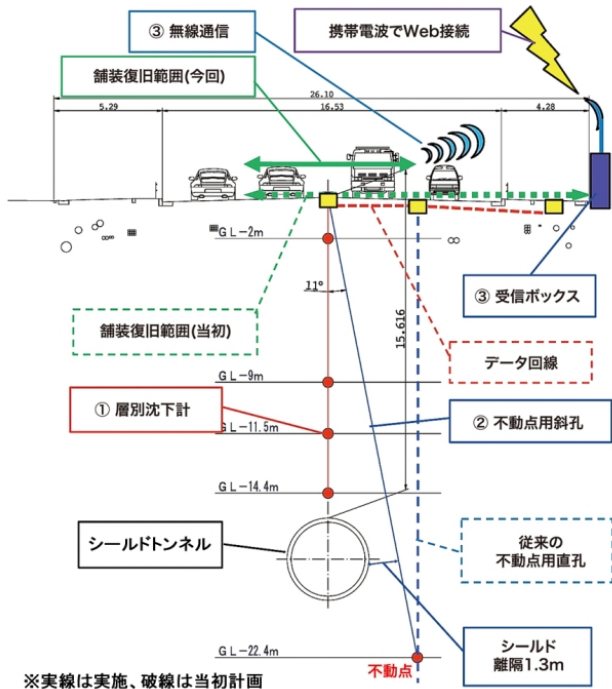 ③ 無線通信
携帯電波でWeb接続
舗装復旧範囲(今回)
26.10
5.29
16.53
4.28
GL-2m
11°
15.616
③ 受信ボックス
舗装復旧範囲(当初)
データ回線
GL-9m
① 層別沈下計
② 不動点用斜孔
GL-11.5m
GL-14.4m
シールドトンネル
従来の
不動点用直孔
シールド
離隔1.3m
GL-22.4m
不動点
※実線は実施、破線は当初計画